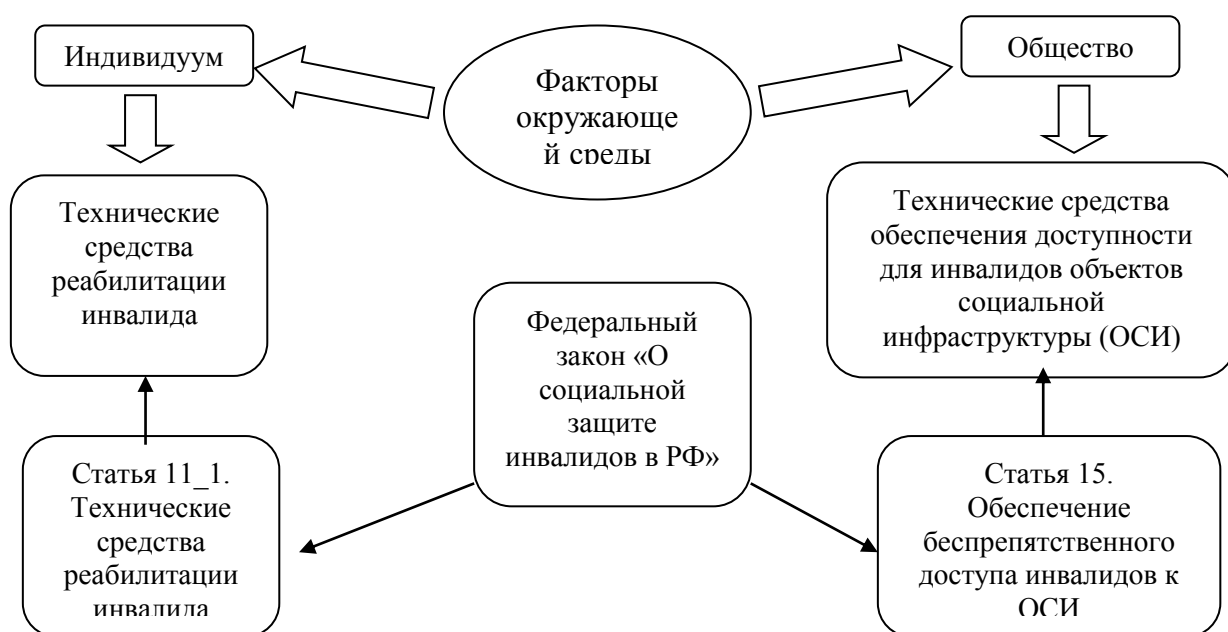 Индивидуум
Факторы
окружающе
й среды
Общество
Технические
средства
реабилитации
инвалида
Технические средства
обеспечения доступности
для инвалидов объектов
социальной
инфраструктуры (ОСИ)
Федеральный
закон «О
социальной
защите
инвалидов в РФ»
Статья 11_1.
Технические
средства
реабилитации
инвалида
Статья 15.
Обеспечение
беспрепятственного
доступа инвалидов к
ОСИ